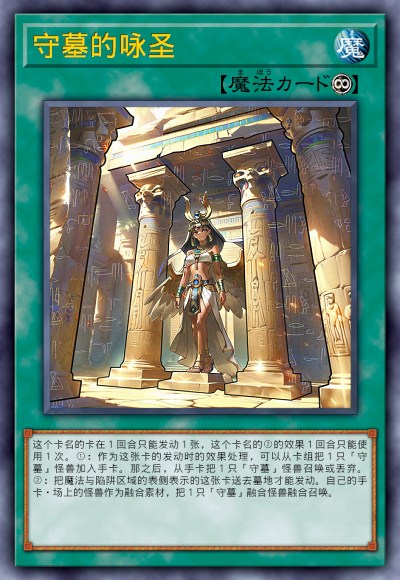 守墓的咏圣
魔
まほう
【魔法カード】
这个卡名的卡在1回合只能发动1张，这个卡名的②的效果1回合只能使
用1次。①：作为这张卡的发动时的效果处理，可以从卡组把1只「守
墓」怪兽加入手卡。那之后，从手卡把1只「守墓」怪兽召唤或丢弃。
②：把魔法与陷阱区域的表侧表示的这张卡送去墓地才能发动。自己的手
卡・场上的怪兽作为融合素材，把1只「守墓」融合怪兽融合召唤。